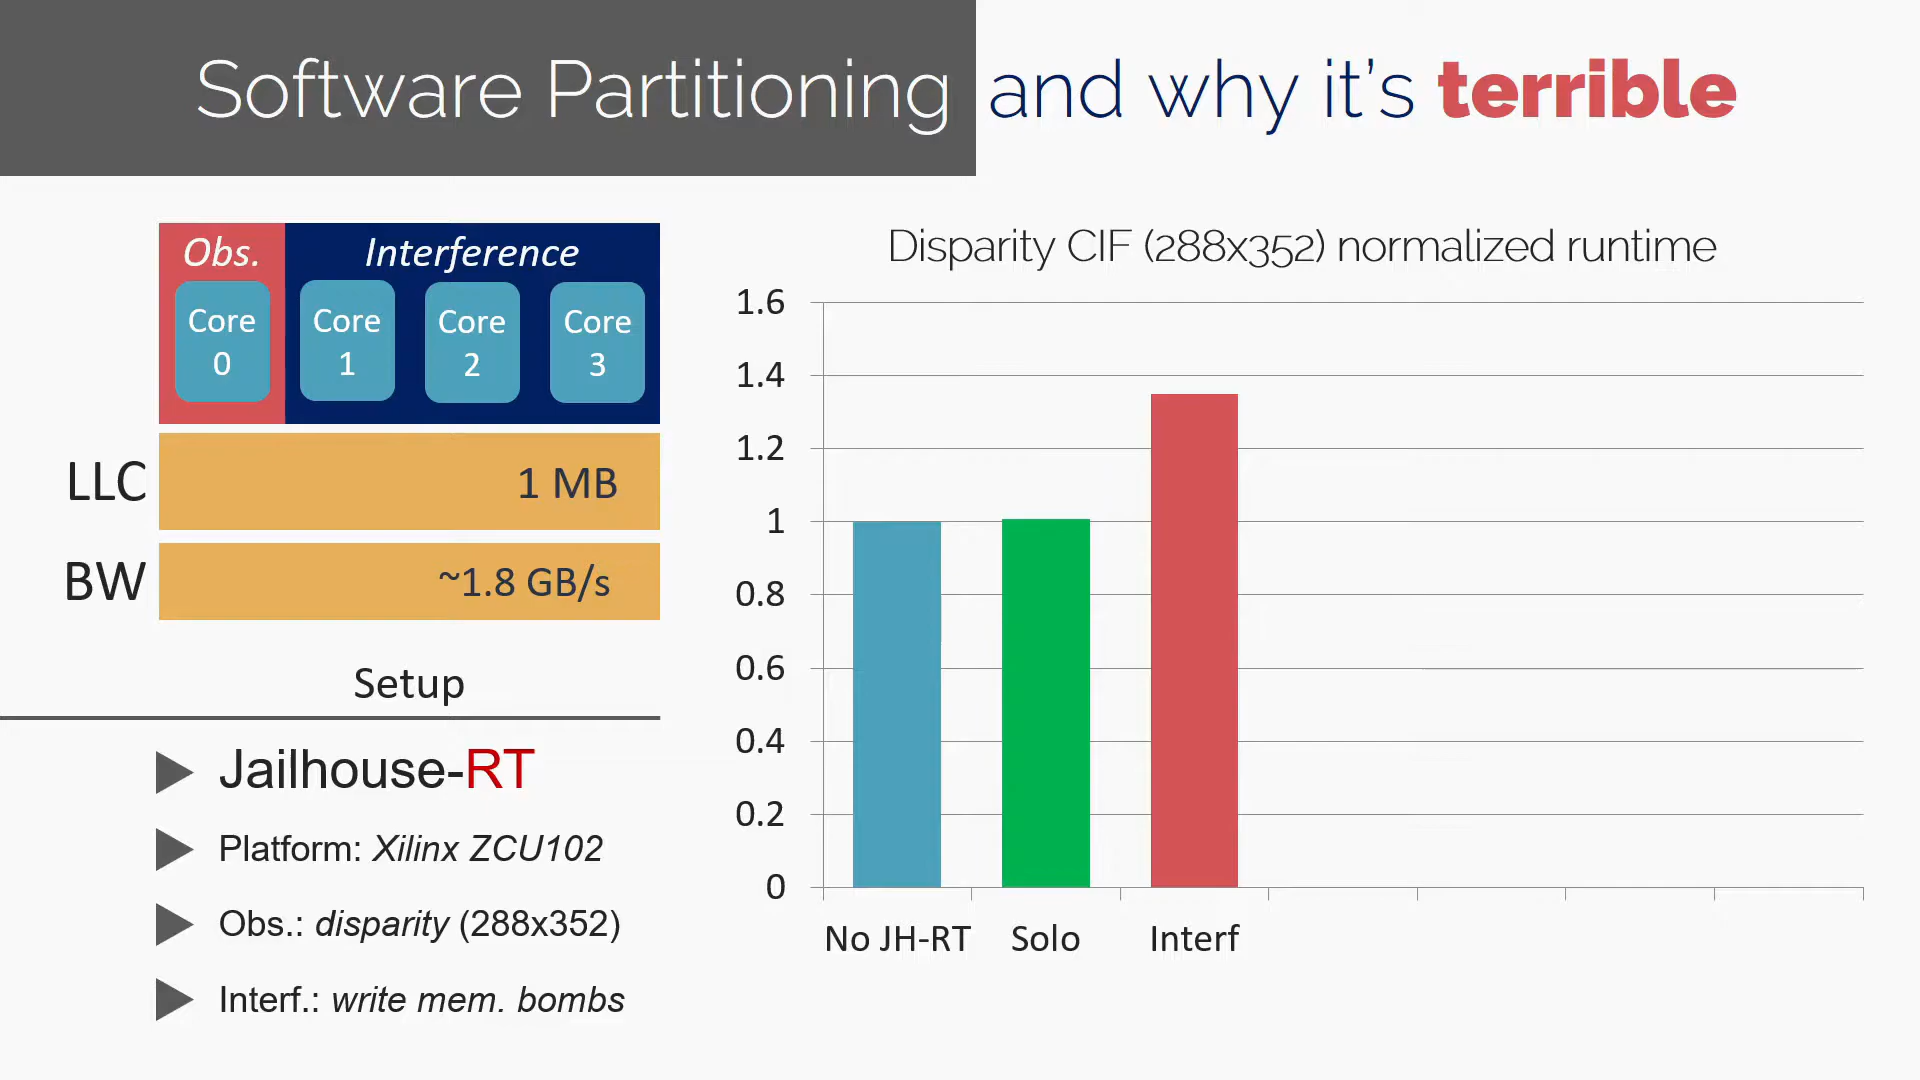 Software Partitioning and why it's terrible
Obs.
Interference
Core 0
Core 1
Core 2
Core 3
LLC
1 MB
BW
~1.8 GB/s
Setup
Jailhouse-RT
Platform: Xilinx ZCU102
Obs.: disparity (288x352)
Interf.: write mem. bombs
Disparity CIF (288x352) normalized runtime
1.6
1.4
1.2
1
0.8
0.6
0.4
0.2
0
No JH-RT
Solo
Interf